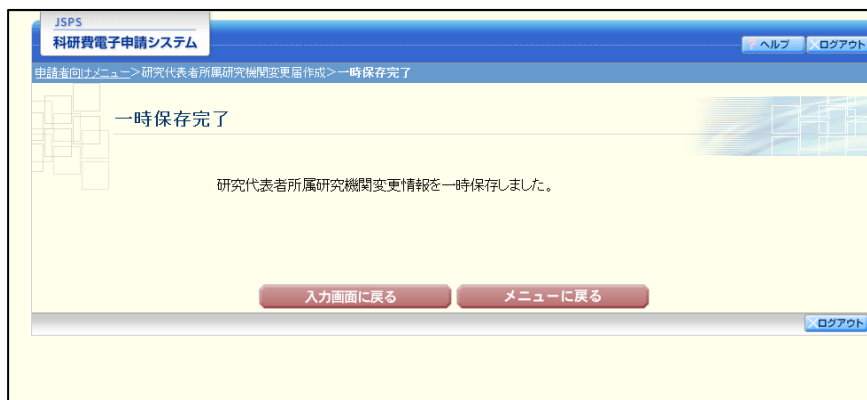 JSPS
科研費電子申請システム
? ヘルプ
×ログアウト
申請者向けメニュー>研究代表者所属研究機関変更届作成>一時保存完了
一時保存完了
研究代表者所属研究機関変更情報を一時保存しました。
入力画面に戻る
メニューに戻る
×ログアウト